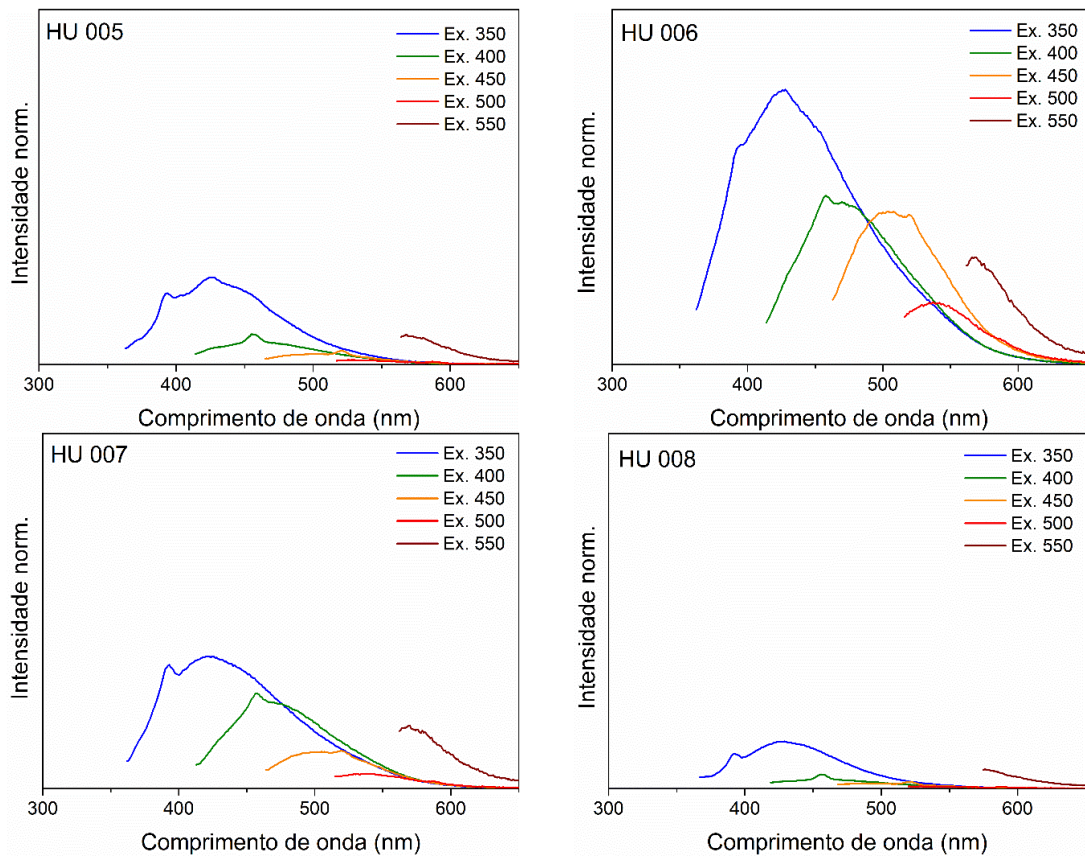 HU 005
Ex. 350
Ex. 400
Ex. 450
Ex. 500
Ex. 550
Intensidade norm.
300 400 500 600
Comprimento de onda (nm)
HU 006
Ex. 350
Ex. 400
Ex. 450
Ex. 500
Ex. 550
Intensidade norm.
300 400 500 600
Comprimento de onda (nm)
HU 007
Ex. 350
Ex. 400
Ex. 450
Ex. 500
Ex. 550
Intensidade norm.
300 400 500 600
Comprimento de onda (nm)
HU 008
Ex. 350
Ex. 400
Ex. 450
Ex. 500
Ex. 550
Intensidade norm.
300 400 500 600
Comprimento de onda (nm)